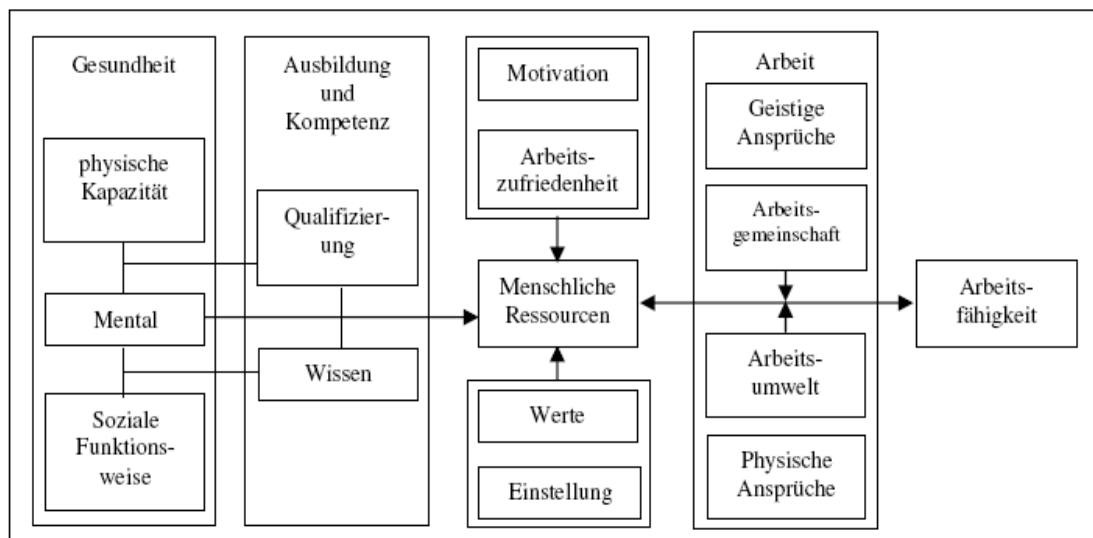 Gesundheit
physische
Kapazität
Mental
Soziale
Funktions-
weise
Ausbildung
und
Kompetenz
Qualifizier-
ung
Wissen
Motivation
Arbeits-
zufriedenheit
Menschliche
Ressourcen
Werte
Einstellung
Arbeit
Geistige
Ansprüche
Arbeits-
gemeinschaft
Arbeits-
umwelt
Physische
Ansprüche
Arbeits-
fähigkeit